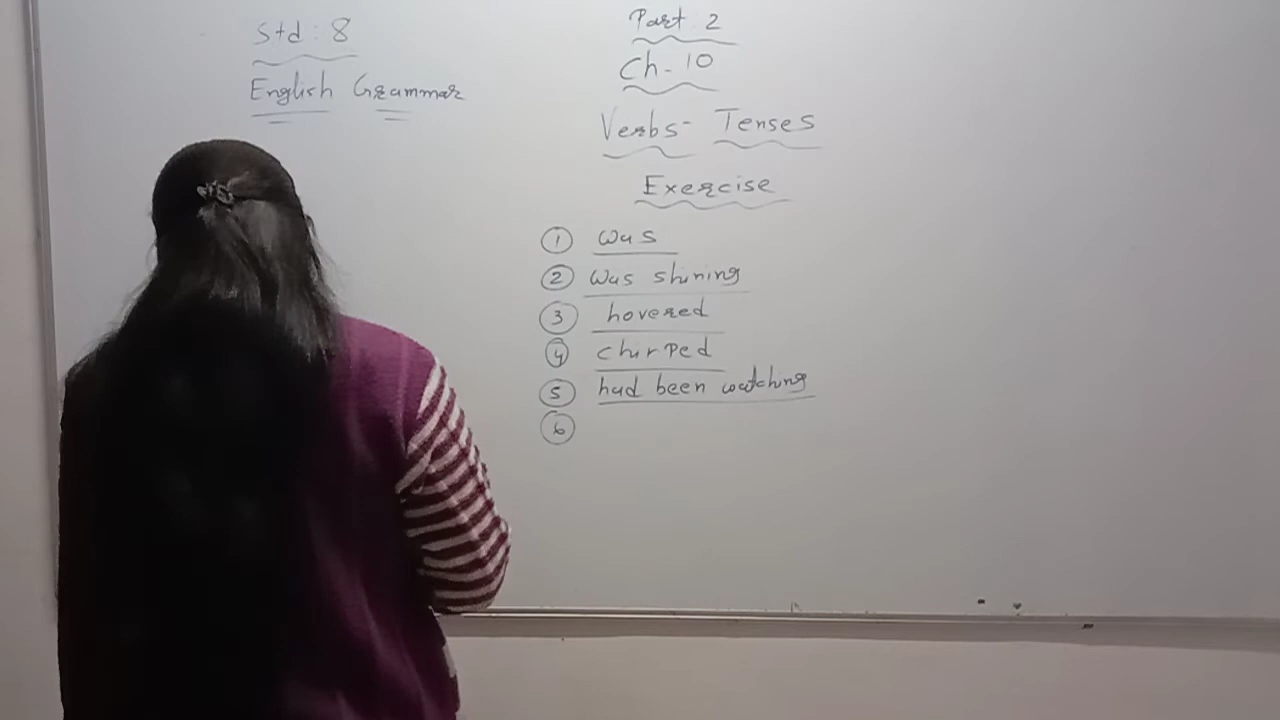 Std : 8
English Grammar
Part 2
Ch - 10
Verbs - Tenses
Exercise
1 was
2 was shining
3 hovered
4 chirped
5 had been watching
6